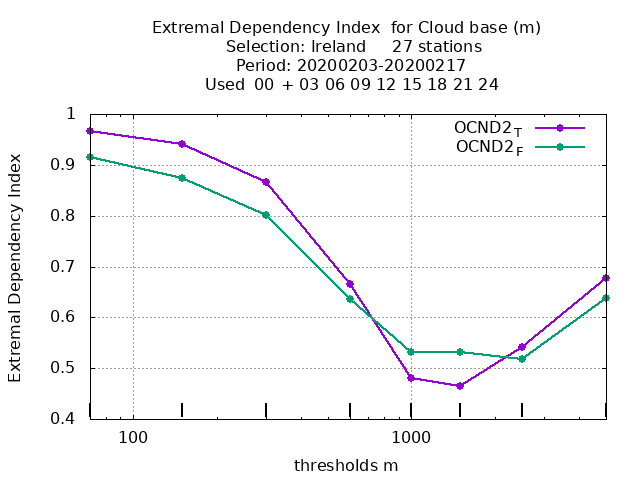 Extremal Dependency Index  for Cloud base (m)
Selection: Ireland     27 stations
Period: 20200203-20200217
Used  00 + 03 06 09 12 15 18 21 24
OCND2_T
OCND2_F
Extremal Dependency Index
1
0.9
0.8
0.7
0.6
0.5
0.4
100 1000
thresholds m